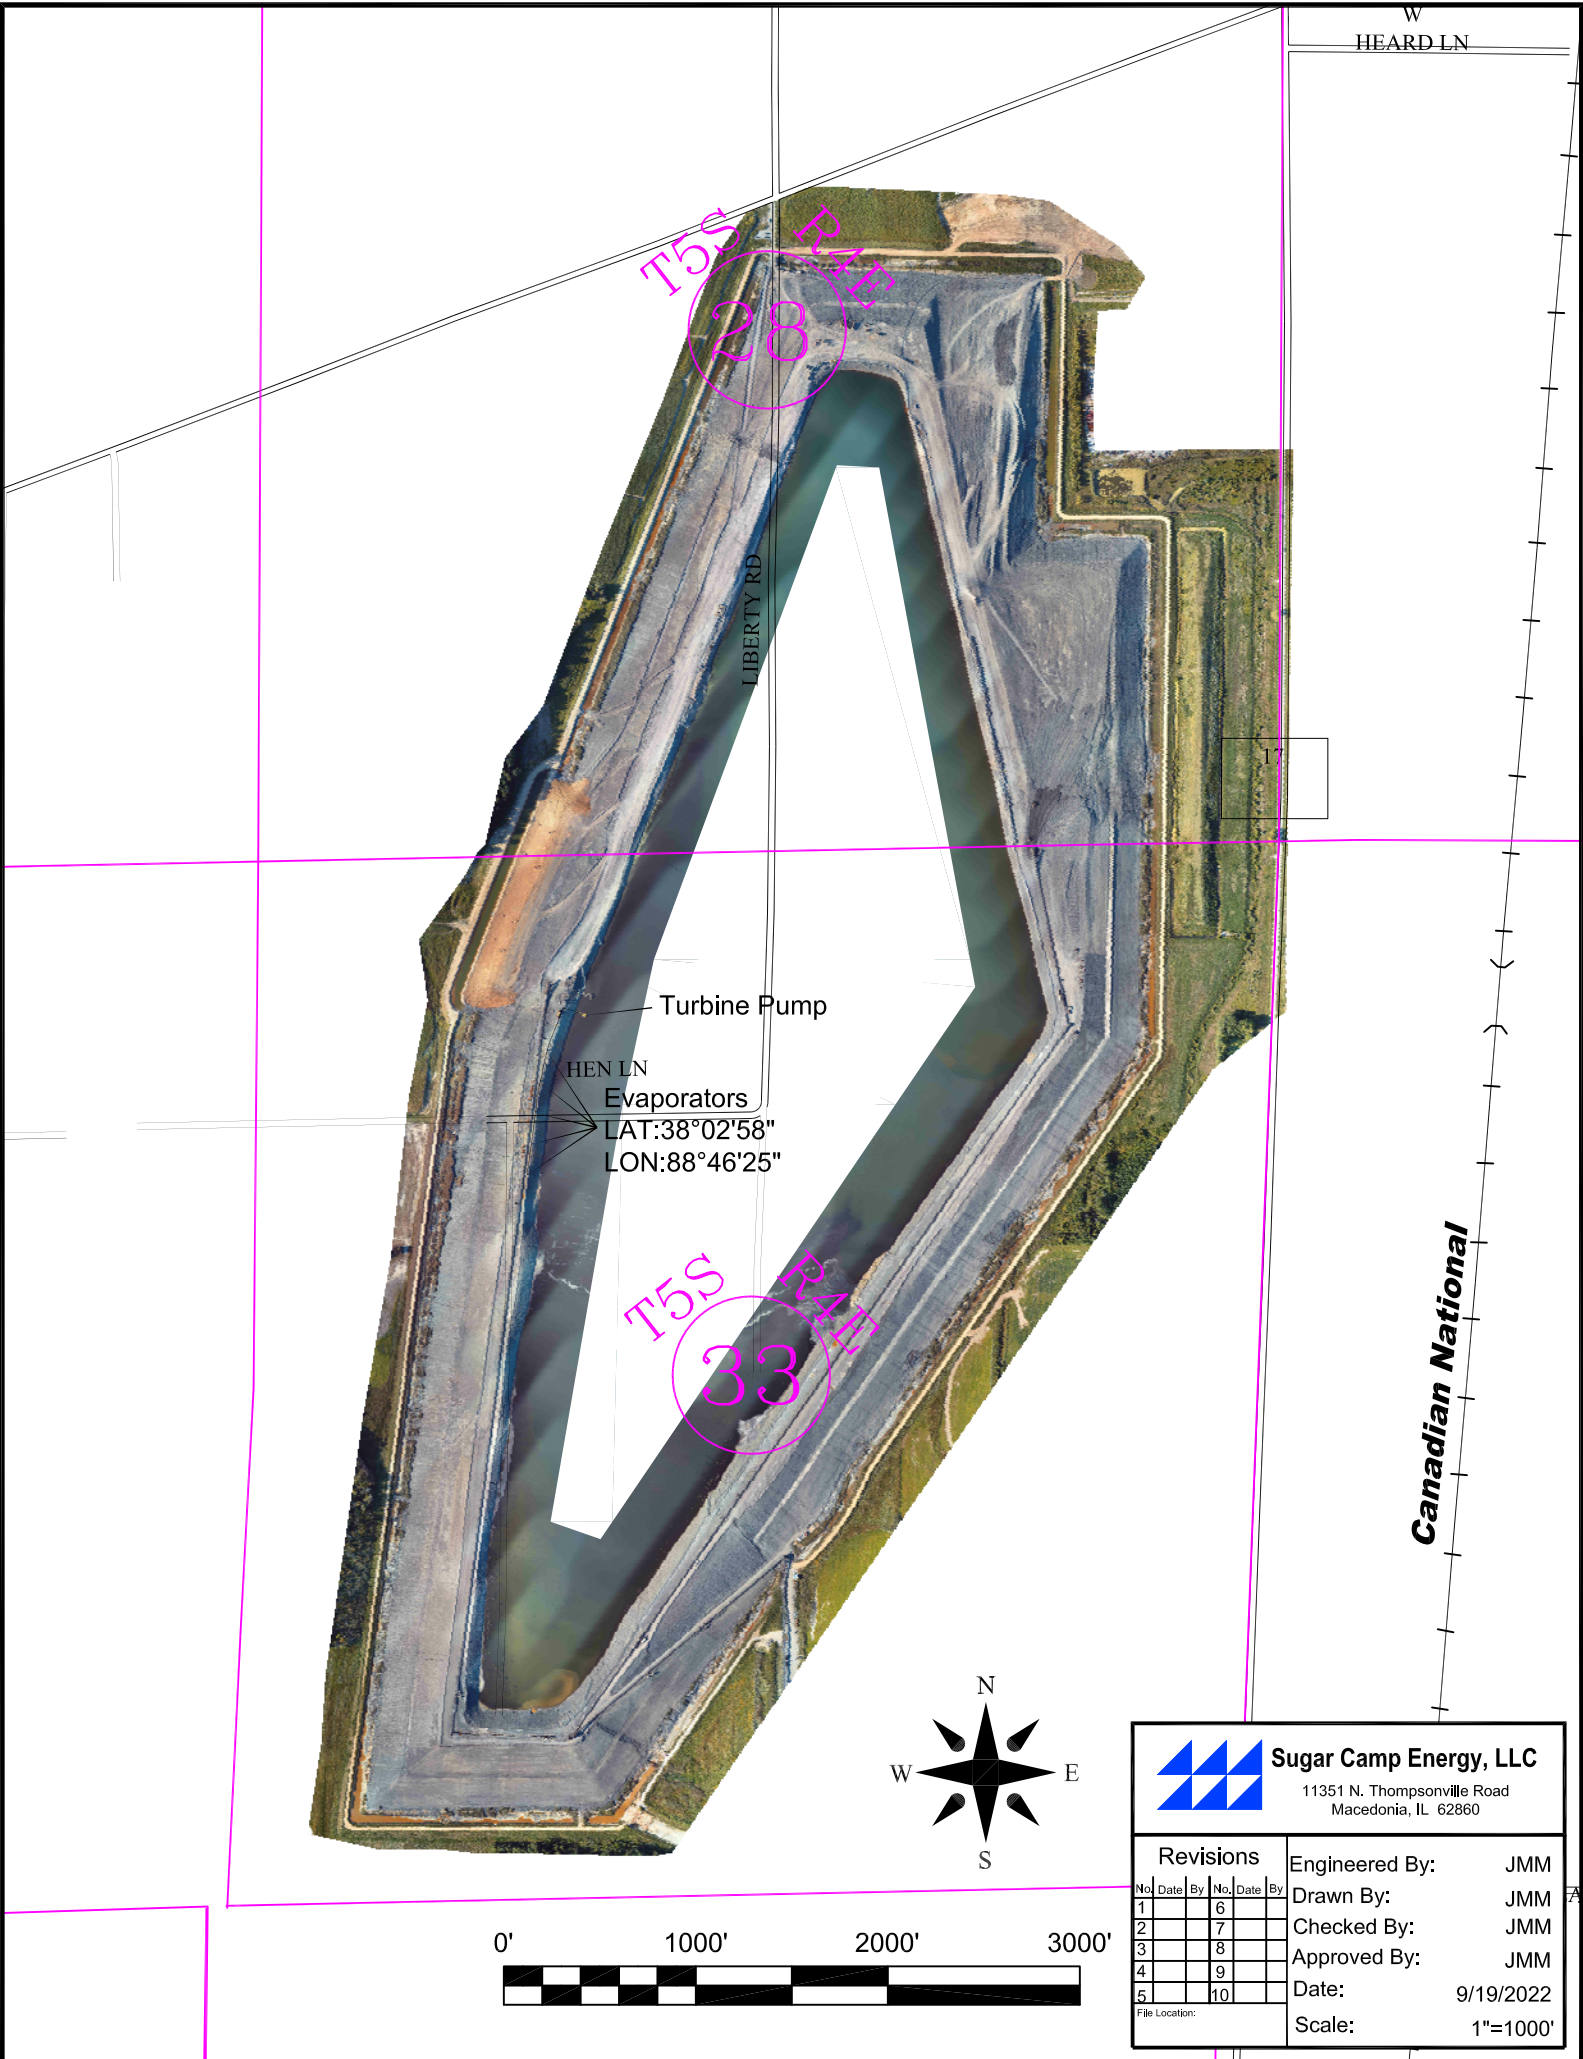 W
HEARD LN
T5S R4E
28
LIBERTY RD
17
Turbine Pump
HEN LN
Evaporators
LAT:38°02'58"
LON:88°46'25"
T5S R4E
33
Canadian National
N
W E
S
Sugar Camp Energy, LLC
11351 N. Thompsonville Road
Macedonia, IL 62860
Revisions
No. Date By No. Date By
1 6
2 7
3 8
4 9
5 10
File Location:
Engineered By: JMM
Drawn By: JMM
Checked By: JMM
Approved By: JMM
Date: 9/19/2022
Scale: 1"=1000'
0' 1000' 2000' 3000'